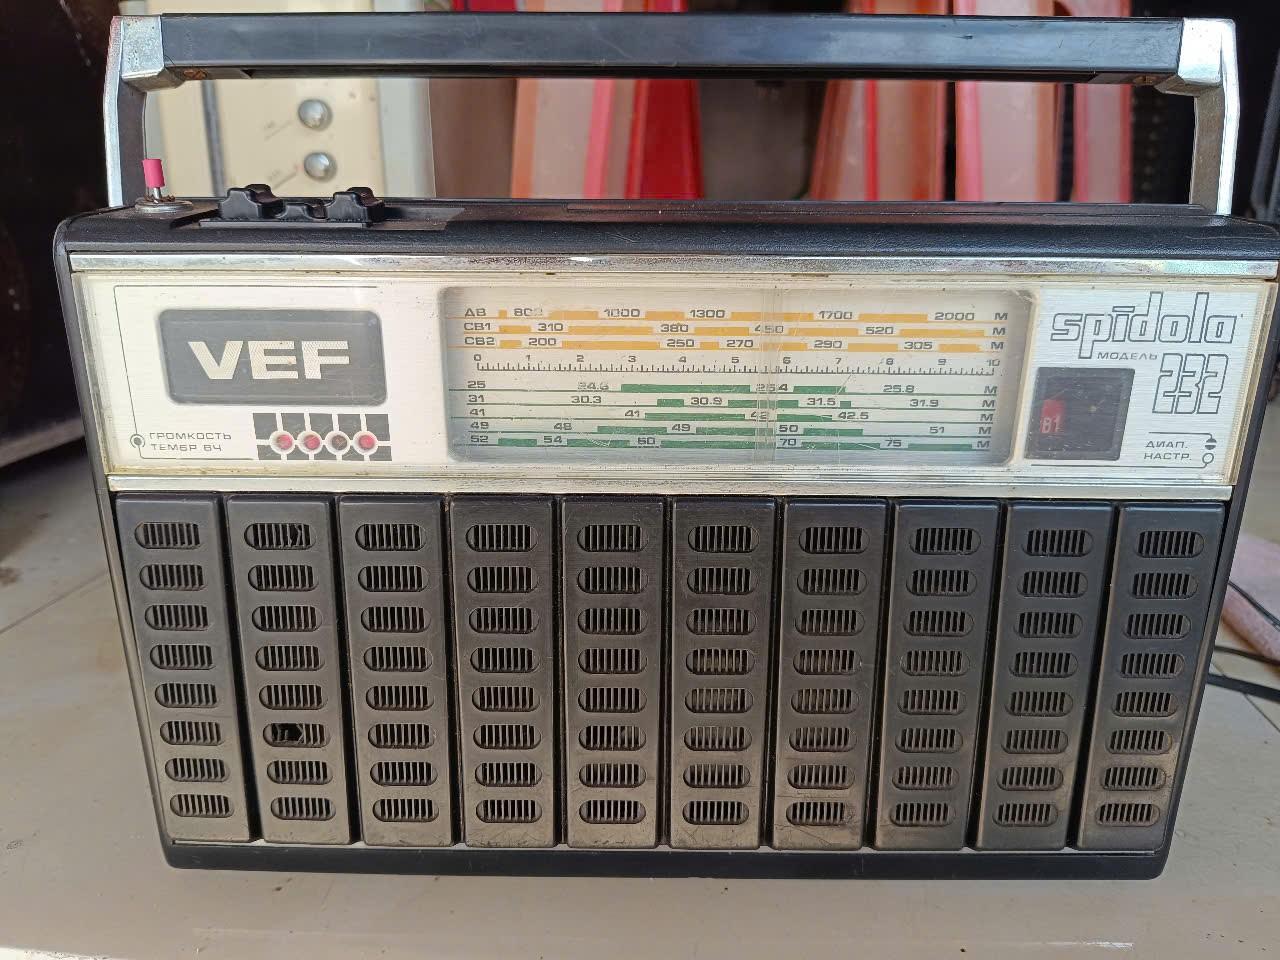 VEF
ГРОМКОСТЬ
ТЕМБР ВЧ
ДВ 800 1000 1300 1700 2000 М
СВ1 310 380 450 520 М
СВ2 200 250 270 290 305 М
0 1 2 3 4 5 6 7 8 9 10
25 24.6 25.4 25.8 М
31 30.3 30.9 31.5 31.9 М
41 41 42 42.5 М
49 48 49 50 51 М
52 54 60 70 75 М
spīdola
МОДЕЛЬ
232
В1
ДИАП.
НАСТР.